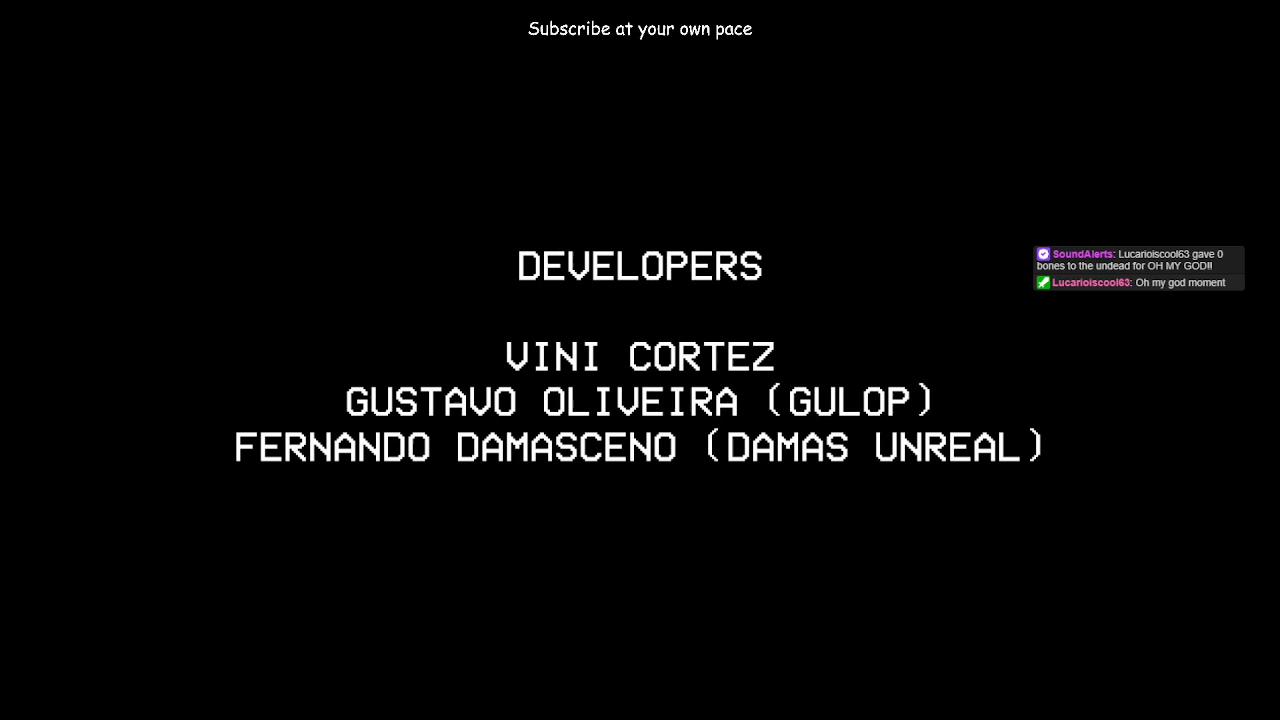 Subscribe at your own pace
DEVELOPERS
SoundAlerts: Lucarioiscool63 gave 0
bones to the undead for OH MY GOD!!
Lucarioiscool63: Oh my god moment
VINI CORTEZ
GUSTAVO OLIVEIRA (GULOP)
FERNANDO DAMASCENO (DAMAS UNREAL)